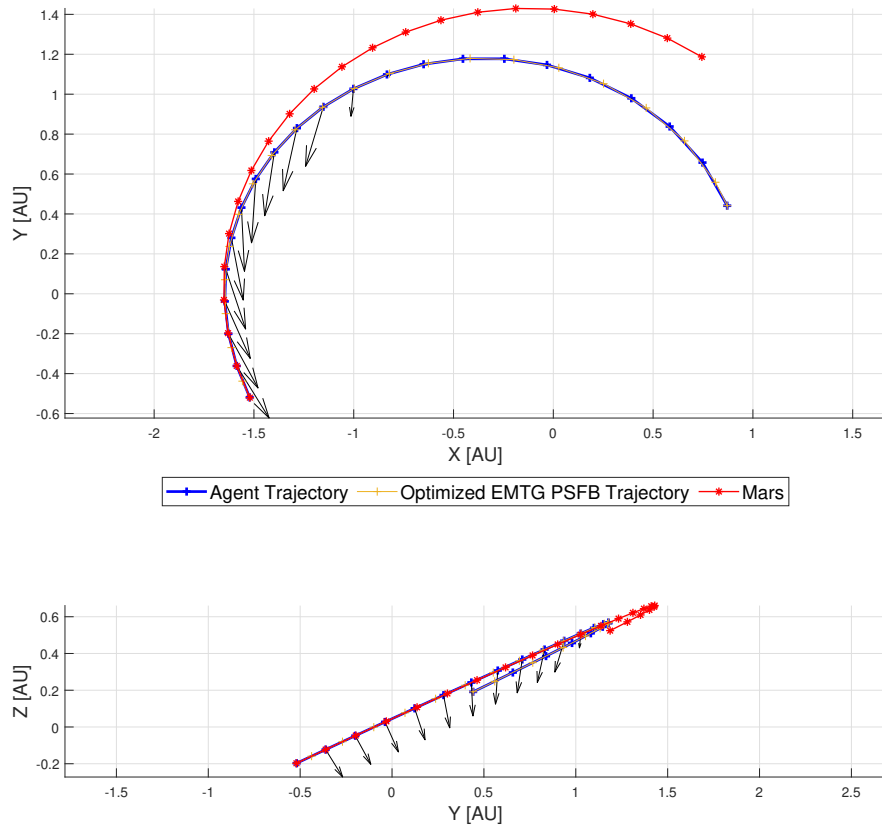 1.4
1.2
1
0.8
0.6
0.4
0.2
0
-0.2
-0.4
-0.6
Y [AU]
-2 -1.5 -1 -0.5 0 0.5 1 1.5
X [AU]
Agent Trajectory Optimized EMTG PSFB Trajectory Mars
0.6
0.4
0.2
0
-0.2
Z [AU]
-1.5 -1 -0.5 0 0.5 1 1.5 2 2.5
Y [AU]